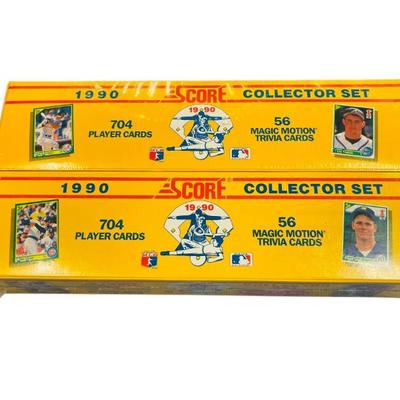 1990 SCORE COLLECTOR SET
1990
704 56
PLAYER CARDS MAGIC MOTION TRIVIA CARDS
1990 SCORE COLLECTOR SET
1990
704 56
PLAYER CARDS MAGIC MOTION TRIVIA CARDS